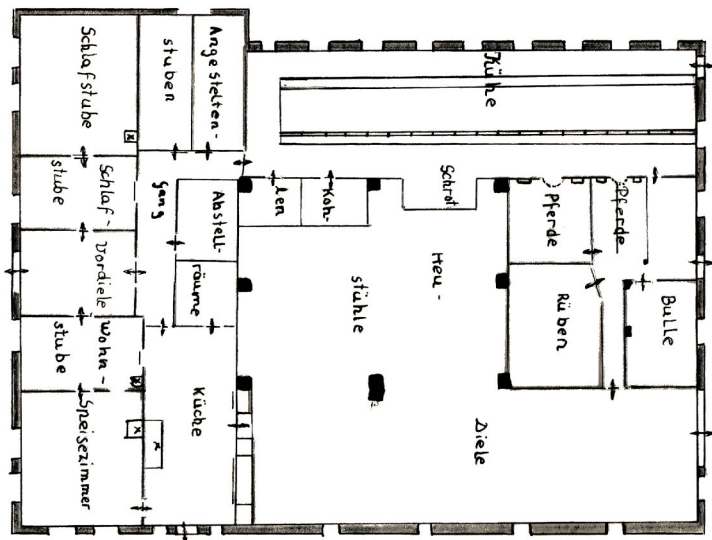 Schlafstube
Angestelten-
stuben
Kühe
Schlaf-
stube
Gang
Abstell-
räume
Koh-
len
Schrot
Pferde
Pferde
Bulle
Rüben
Vordiele
Heu-
stühle
Wohn-
stube
Küche
Speisezimmer
Diele